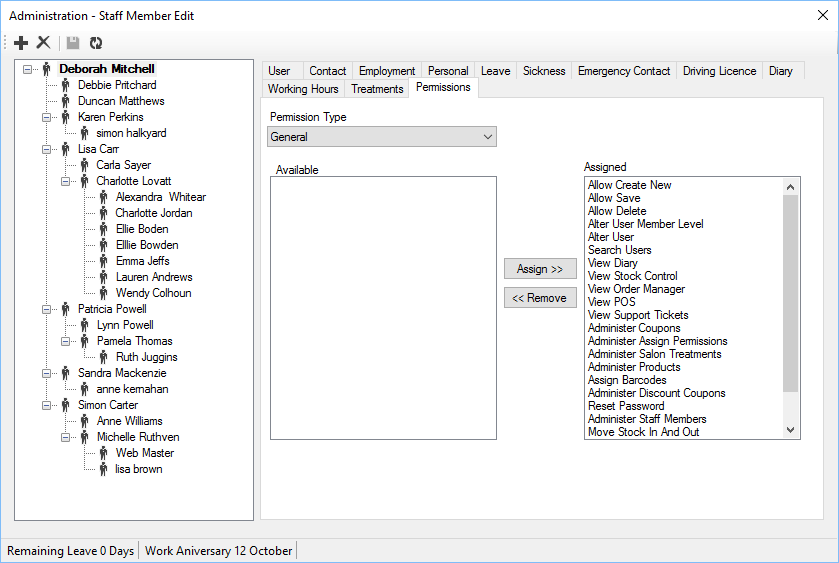 Administration - Staff Member Edit
Deborah Mitchell
Debbie Pritchard
Duncan Matthews
Karen Perkins
simon halkyard
Lisa Carr
Carla Sayer
Charlotte Lovatt
Alexandra Whitear
Charlotte Jordan
Ellie Boden
Elllie Bowden
Emma Jeffs
Lauren Andrews
Wendy Colhoun
Patricia Powell
Lynn Powell
Pamela Thomas
Ruth Juggins
Sandra Mackenzie
anne kernahan
Simon Carter
Anne Williams
Michelle Ruthven
Web Master
lisa brown
User Contact Employment Personal Leave Sickness Emergency Contact Driving Licence Diary
Working Hours Treatments Permissions
Permission Type
General
Available
Assign >>
<< Remove
Assigned
Allow Create New
Allow Save
Allow Delete
Alter User Member Level
Alter User
Search Users
View Diary
View Stock Control
View Order Manager
View POS
View Support Tickets
Administer Coupons
Administer Assign Permissions
Administer Salon Treatments
Administer Products
Assign Barcodes
Administer Discount Coupons
Reset Password
Administer Staff Members
Move Stock In And Out
Remaining Leave 0 Days Work Aniversary 12 October